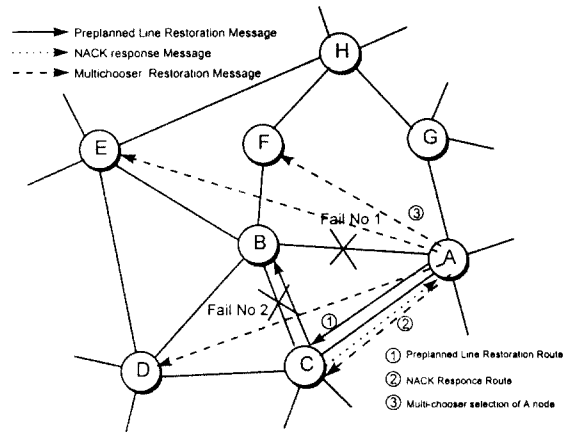 Preplanned Line Restoration Message
NACK response Message
Multichooser Restoration Message
H
E
F
G
③
Fail No 1
B
A
Fail No 2
①
②
D
C
① Preplanned Line Restoration Route
② NACK Responce Route
③ Multi-chooser selection of A node